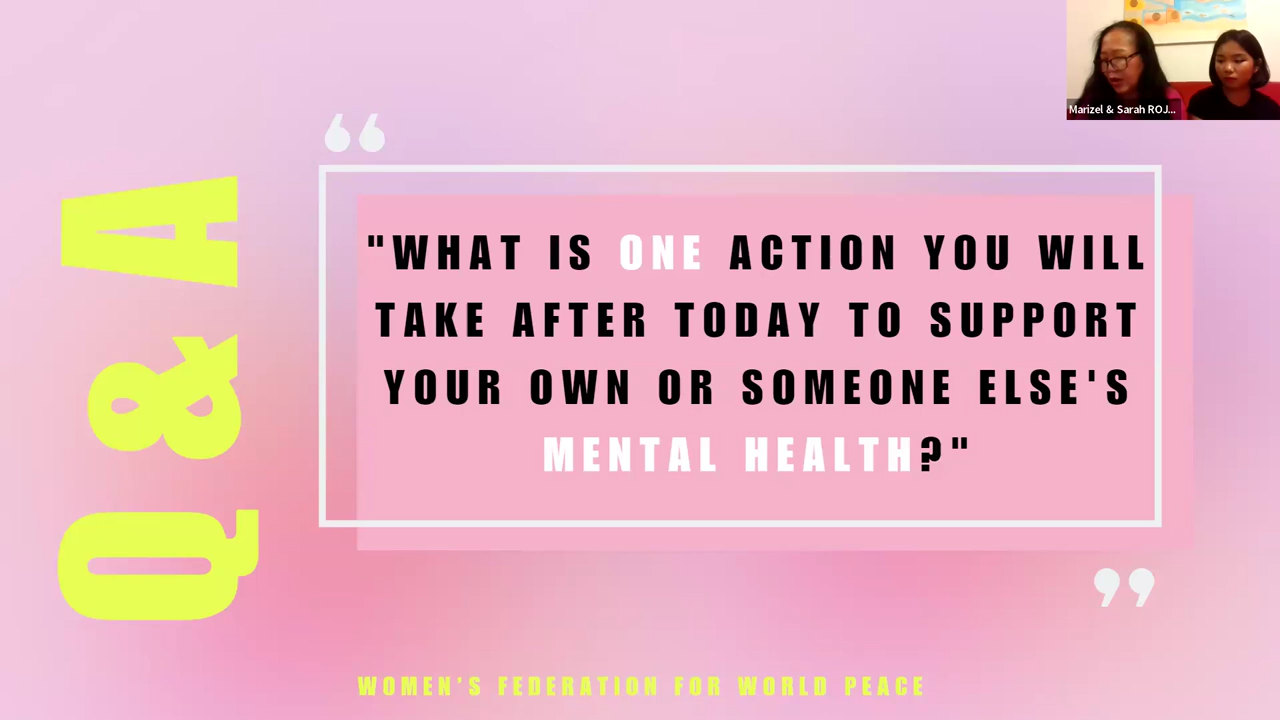 Marizel & Sarah ROJ...
Q & A
“
"WHAT IS ONE ACTION YOU WILL
TAKE AFTER TODAY TO SUPPORT
YOUR OWN OR SOMEONE ELSE'S
MENTAL HEALTH?"
”
WOMEN'S FEDERATION FOR WORLD PEACE